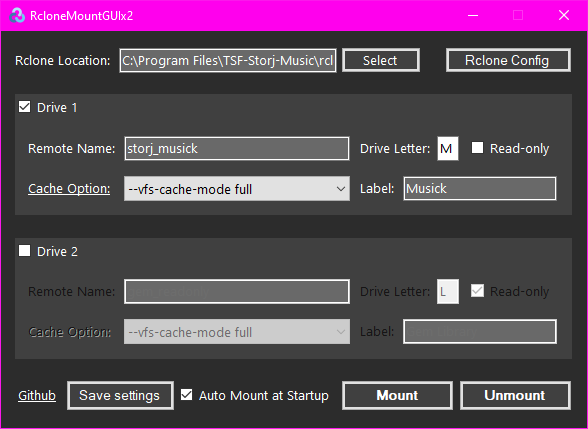 RcloneMountGUIx2
Rclone Location: C:\Program Files\TSF-Storj-Music\rcl Select Rclone Config
Drive 1
Remote Name: storj_musick Drive Letter: M Read-only
Cache Option: --vfs-cache-mode full Label: Musick
Drive 2
Remote Name: Drive Letter: L Read-only
Cache Option: --vfs-cache-mode full Label:
Github Save settings Auto Mount at Startup Mount Unmount